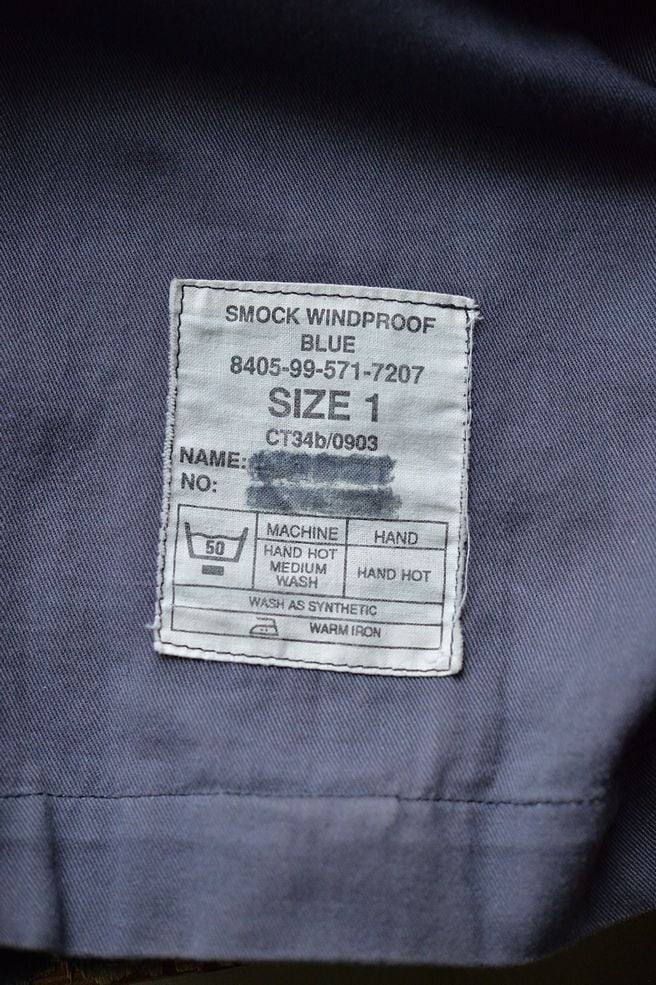 SMOCK WINDPROOF
BLUE
8405-99-571-7207
SIZE 1
CT34b/0903
NAME:
NO:
50
MACHINE HAND
HAND HOT
MEDIUM
WASH
HAND HOT
WASH AS SYNTHETIC
WARM IRON